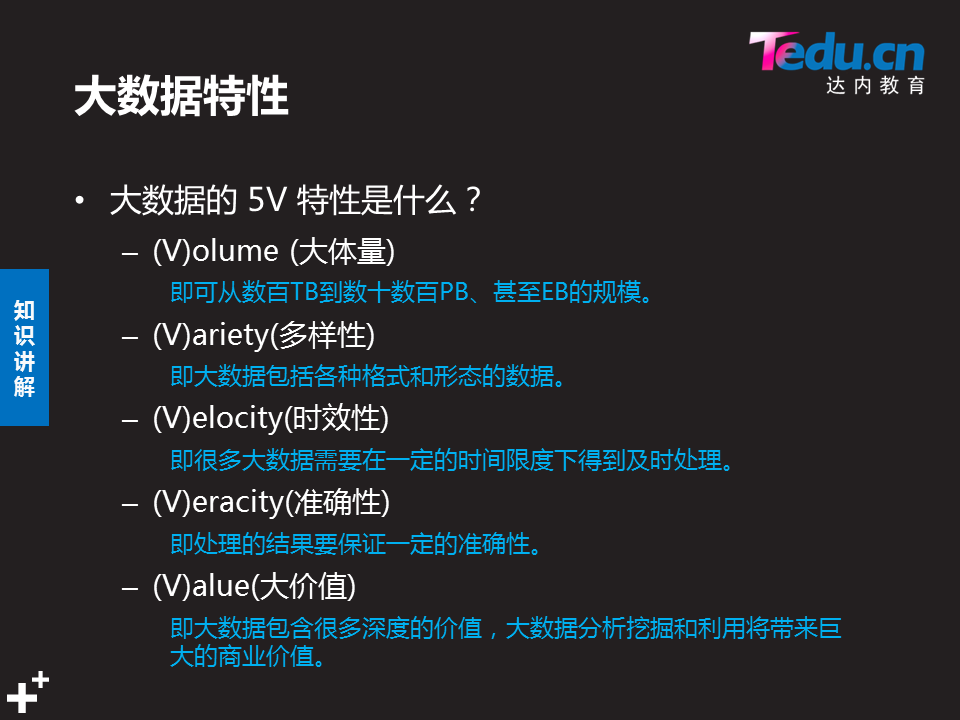 Tedu.cn
达内教育
大数据特性
• 大数据的 5V 特性是什么？
– (V)olume (大体量)
即可从数百TB到数十数百PB、甚至EB的规模。
– (V)ariety(多样性)
即大数据包括各种格式和形态的数据。
– (V)elocity(时效性)
即很多大数据需要在一定的时间限度下得到及时处理。
– (V)eracity(准确性)
即处理的结果要保证一定的准确性。
– (V)alue(大价值)
即大数据包含很多深度的价值，大数据分析挖掘和利用将带来巨
大的商业价值。
知
识
讲
解